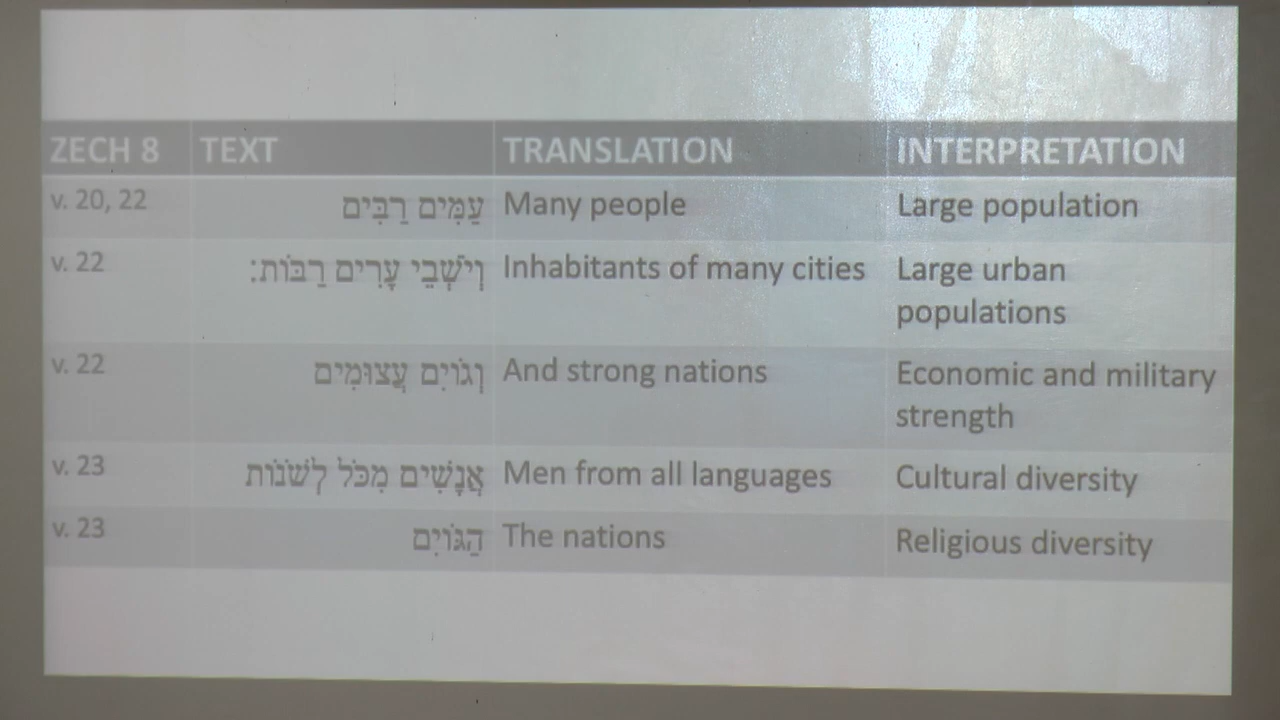 ZECH 8 TEXT TRANSLATION INTERPRETATION
v. 20, 22 עַמִּים רַבִּים Many people Large population
v. 22 וְיֹשְׁבֵי עָרִים רַבּוֹת׃ Inhabitants of many cities Large urban
populations
v. 22 וְגוֹיִם עֲצוּמִים And strong nations Economic and military
strength
v. 23 אֲנָשִׁים מִכֹּל לְשֹׁנוֹת Men from all languages Cultural diversity
v. 23 הַגּוֹיִם The nations Religious diversity